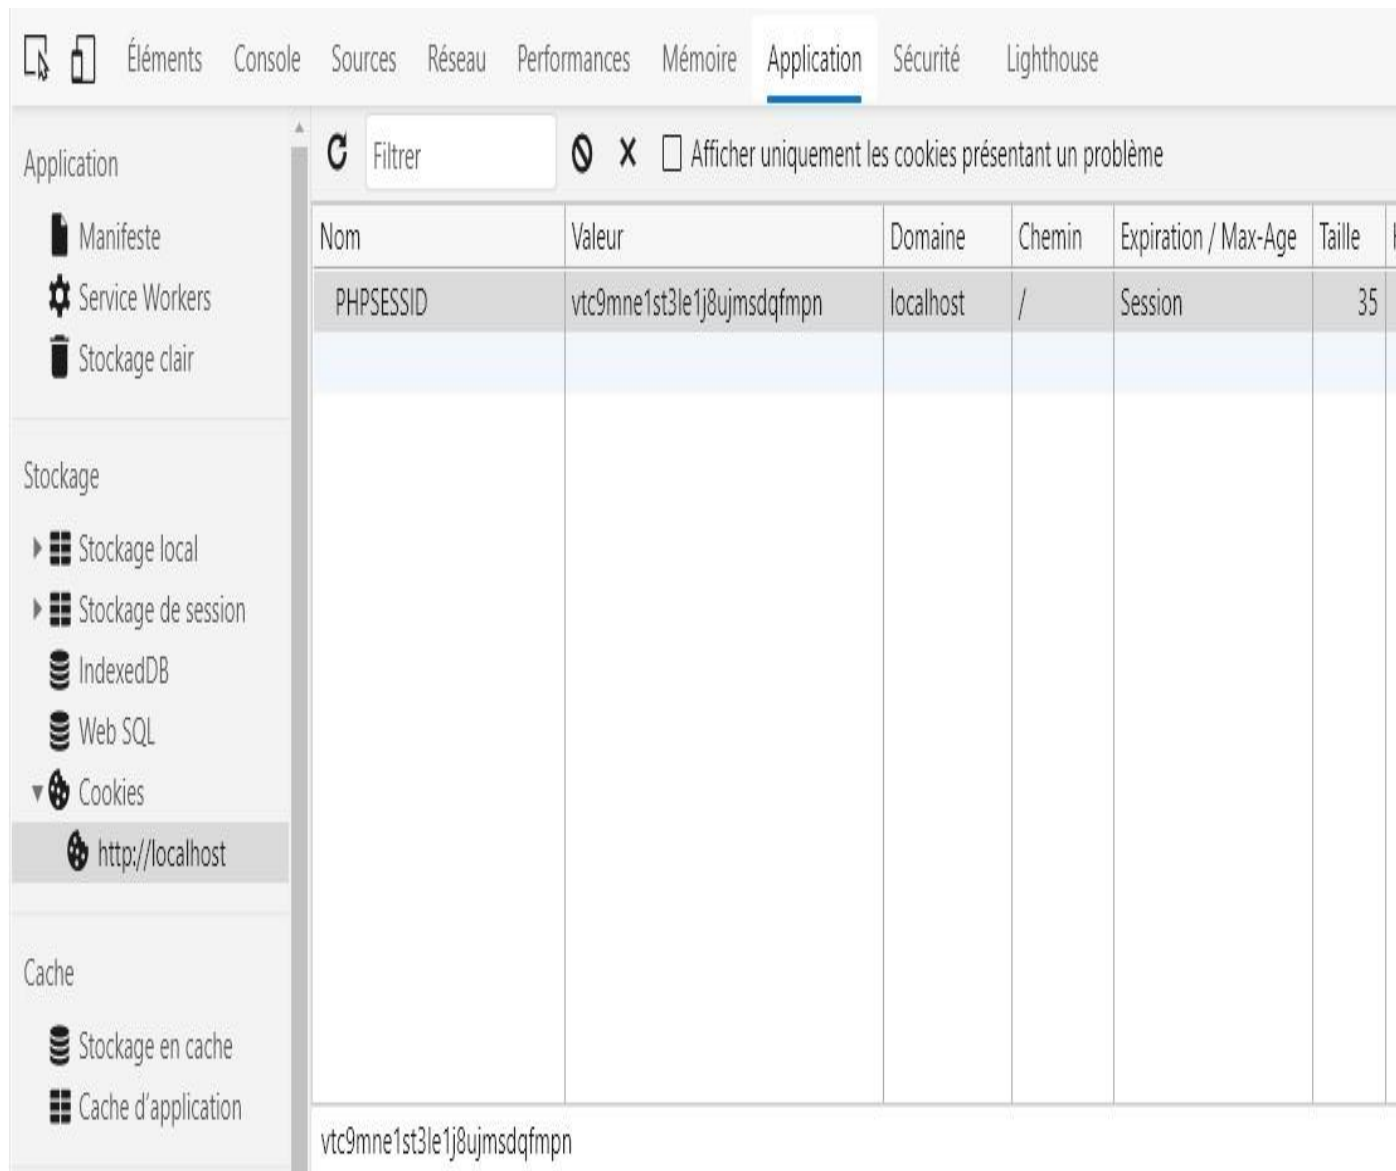 Éléments Console Sources Réseau Performances Mémoire Application Sécurité Lighthouse
Application
Manifeste
Service Workers
Stockage clair
Stockage
Stockage local
Stockage de session
IndexedDB
Web SQL
Cookies
http://localhost
Cache
Stockage en cache
Cache d'application
Filtrer Afficher uniquement les cookies présentant un problème
Nom Valeur Domaine Chemin Expiration / Max-Age Taille
PHPSESSID vtc9mne1st3le1j8ujmsdqfmpn localhost / Session 35
vtc9mne1st3le1j8ujmsdqfmpn